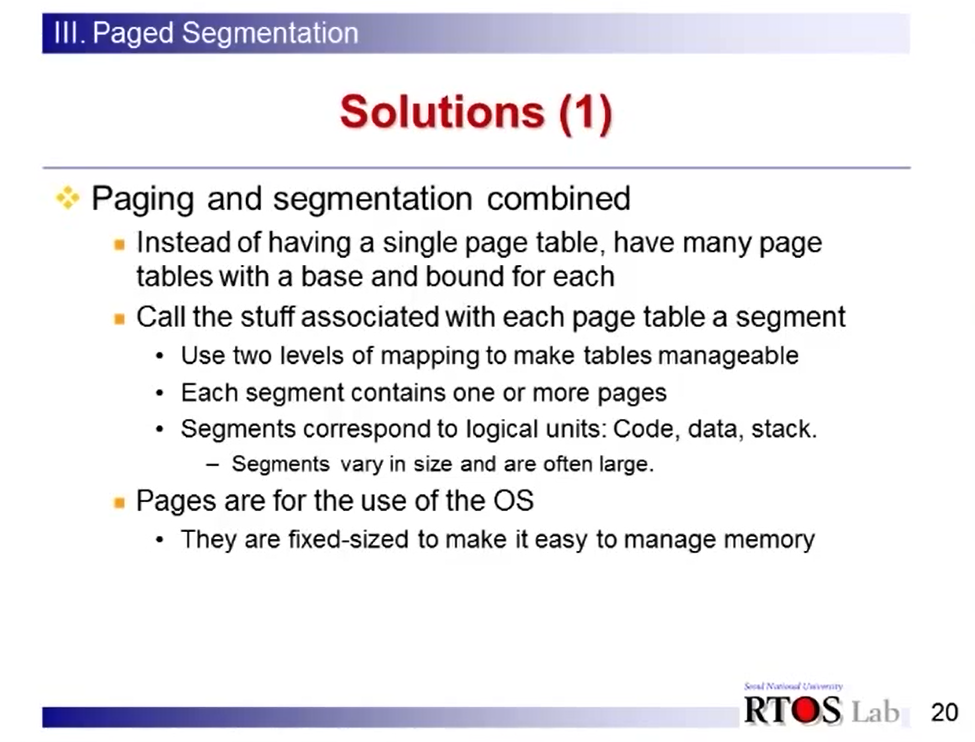 III. Paged Segmentation
Solutions (1)
Paging and segmentation combined
Instead of having a single page table, have many page
tables with a base and bound for each
Call the stuff associated with each page table a segment
• Use two levels of mapping to make tables manageable
• Each segment contains one or more pages
• Segments correspond to logical units: Code, data, stack.
– Segments vary in size and are often large.
Pages are for the use of the OS
• They are fixed-sized to make it easy to manage memory
Seoul National University
RTOS Lab
20